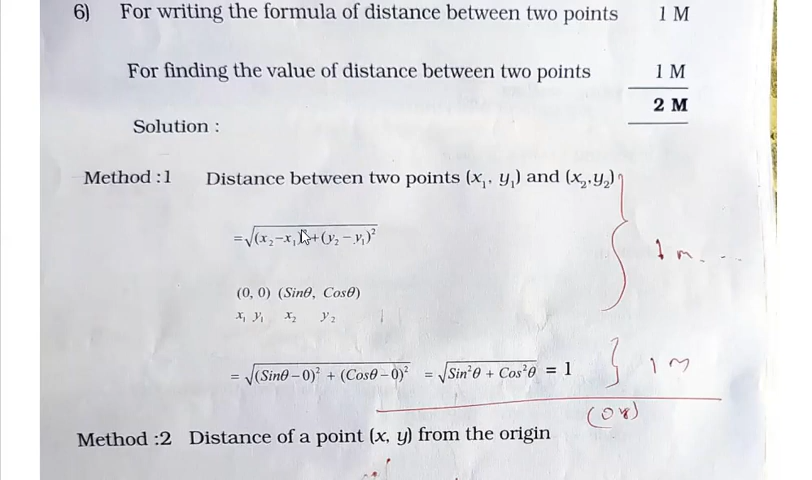 6) For writing the formula of distance between two points 1 M
For finding the value of distance between two points 1 M
2 M
Solution :
Method :1 Distance between two points (x₁, y₁) and (x₂,y₂)
=√(x₂-x₁)²+(y₂-y₁)²
1 m
(0, 0) (Sinθ, Cosθ)
x₁ y₁ x₂ y₂
= √(Sinθ-0)² + (Cosθ-0)² = √Sin²θ + Cos²θ = 1 1 m
(or)
Method :2 Distance of a point (x, y) from the origin